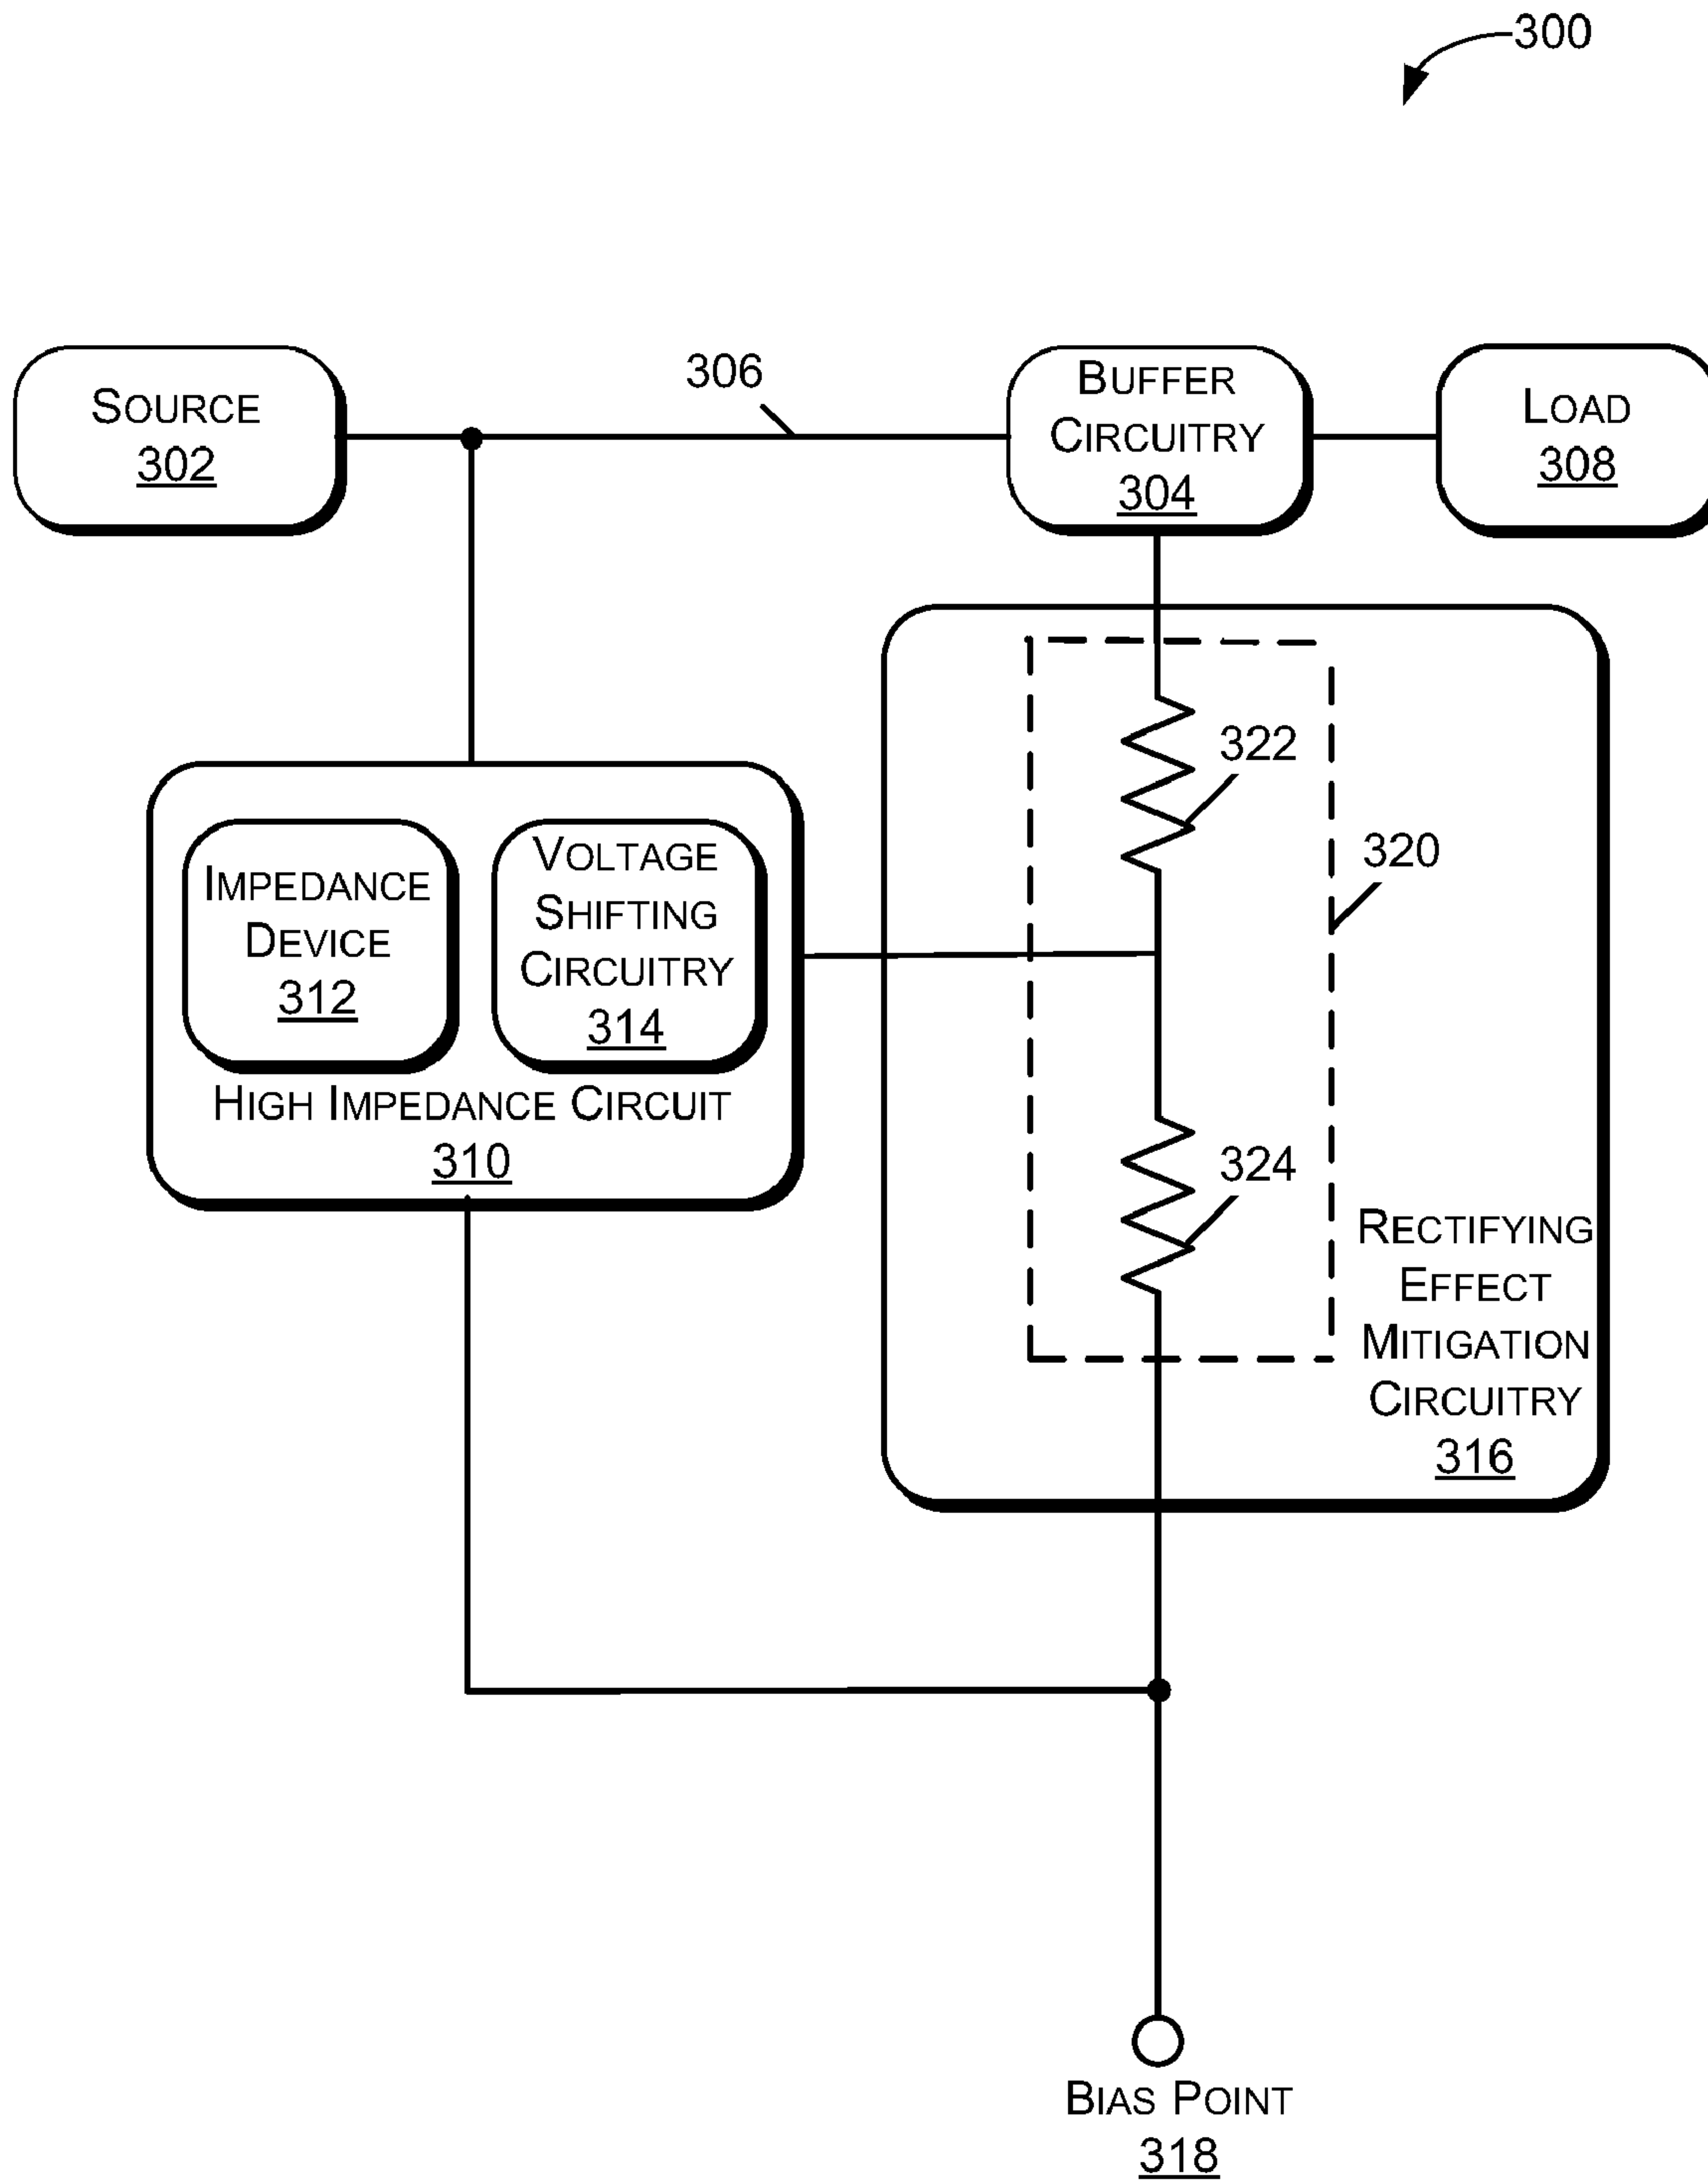 300
SOURCE
302
306
BUFFER
CIRCUITRY
304
LOAD
308
322
320
IMPEDANCE
DEVICE
312
VOLTAGE
SHIFTING
CIRCUITRY
314
HIGH IMPEDANCE CIRCUIT
310
324
RECTIFYING
EFFECT
MITIGATION
CIRCUITRY
316
BIAS POINT
318